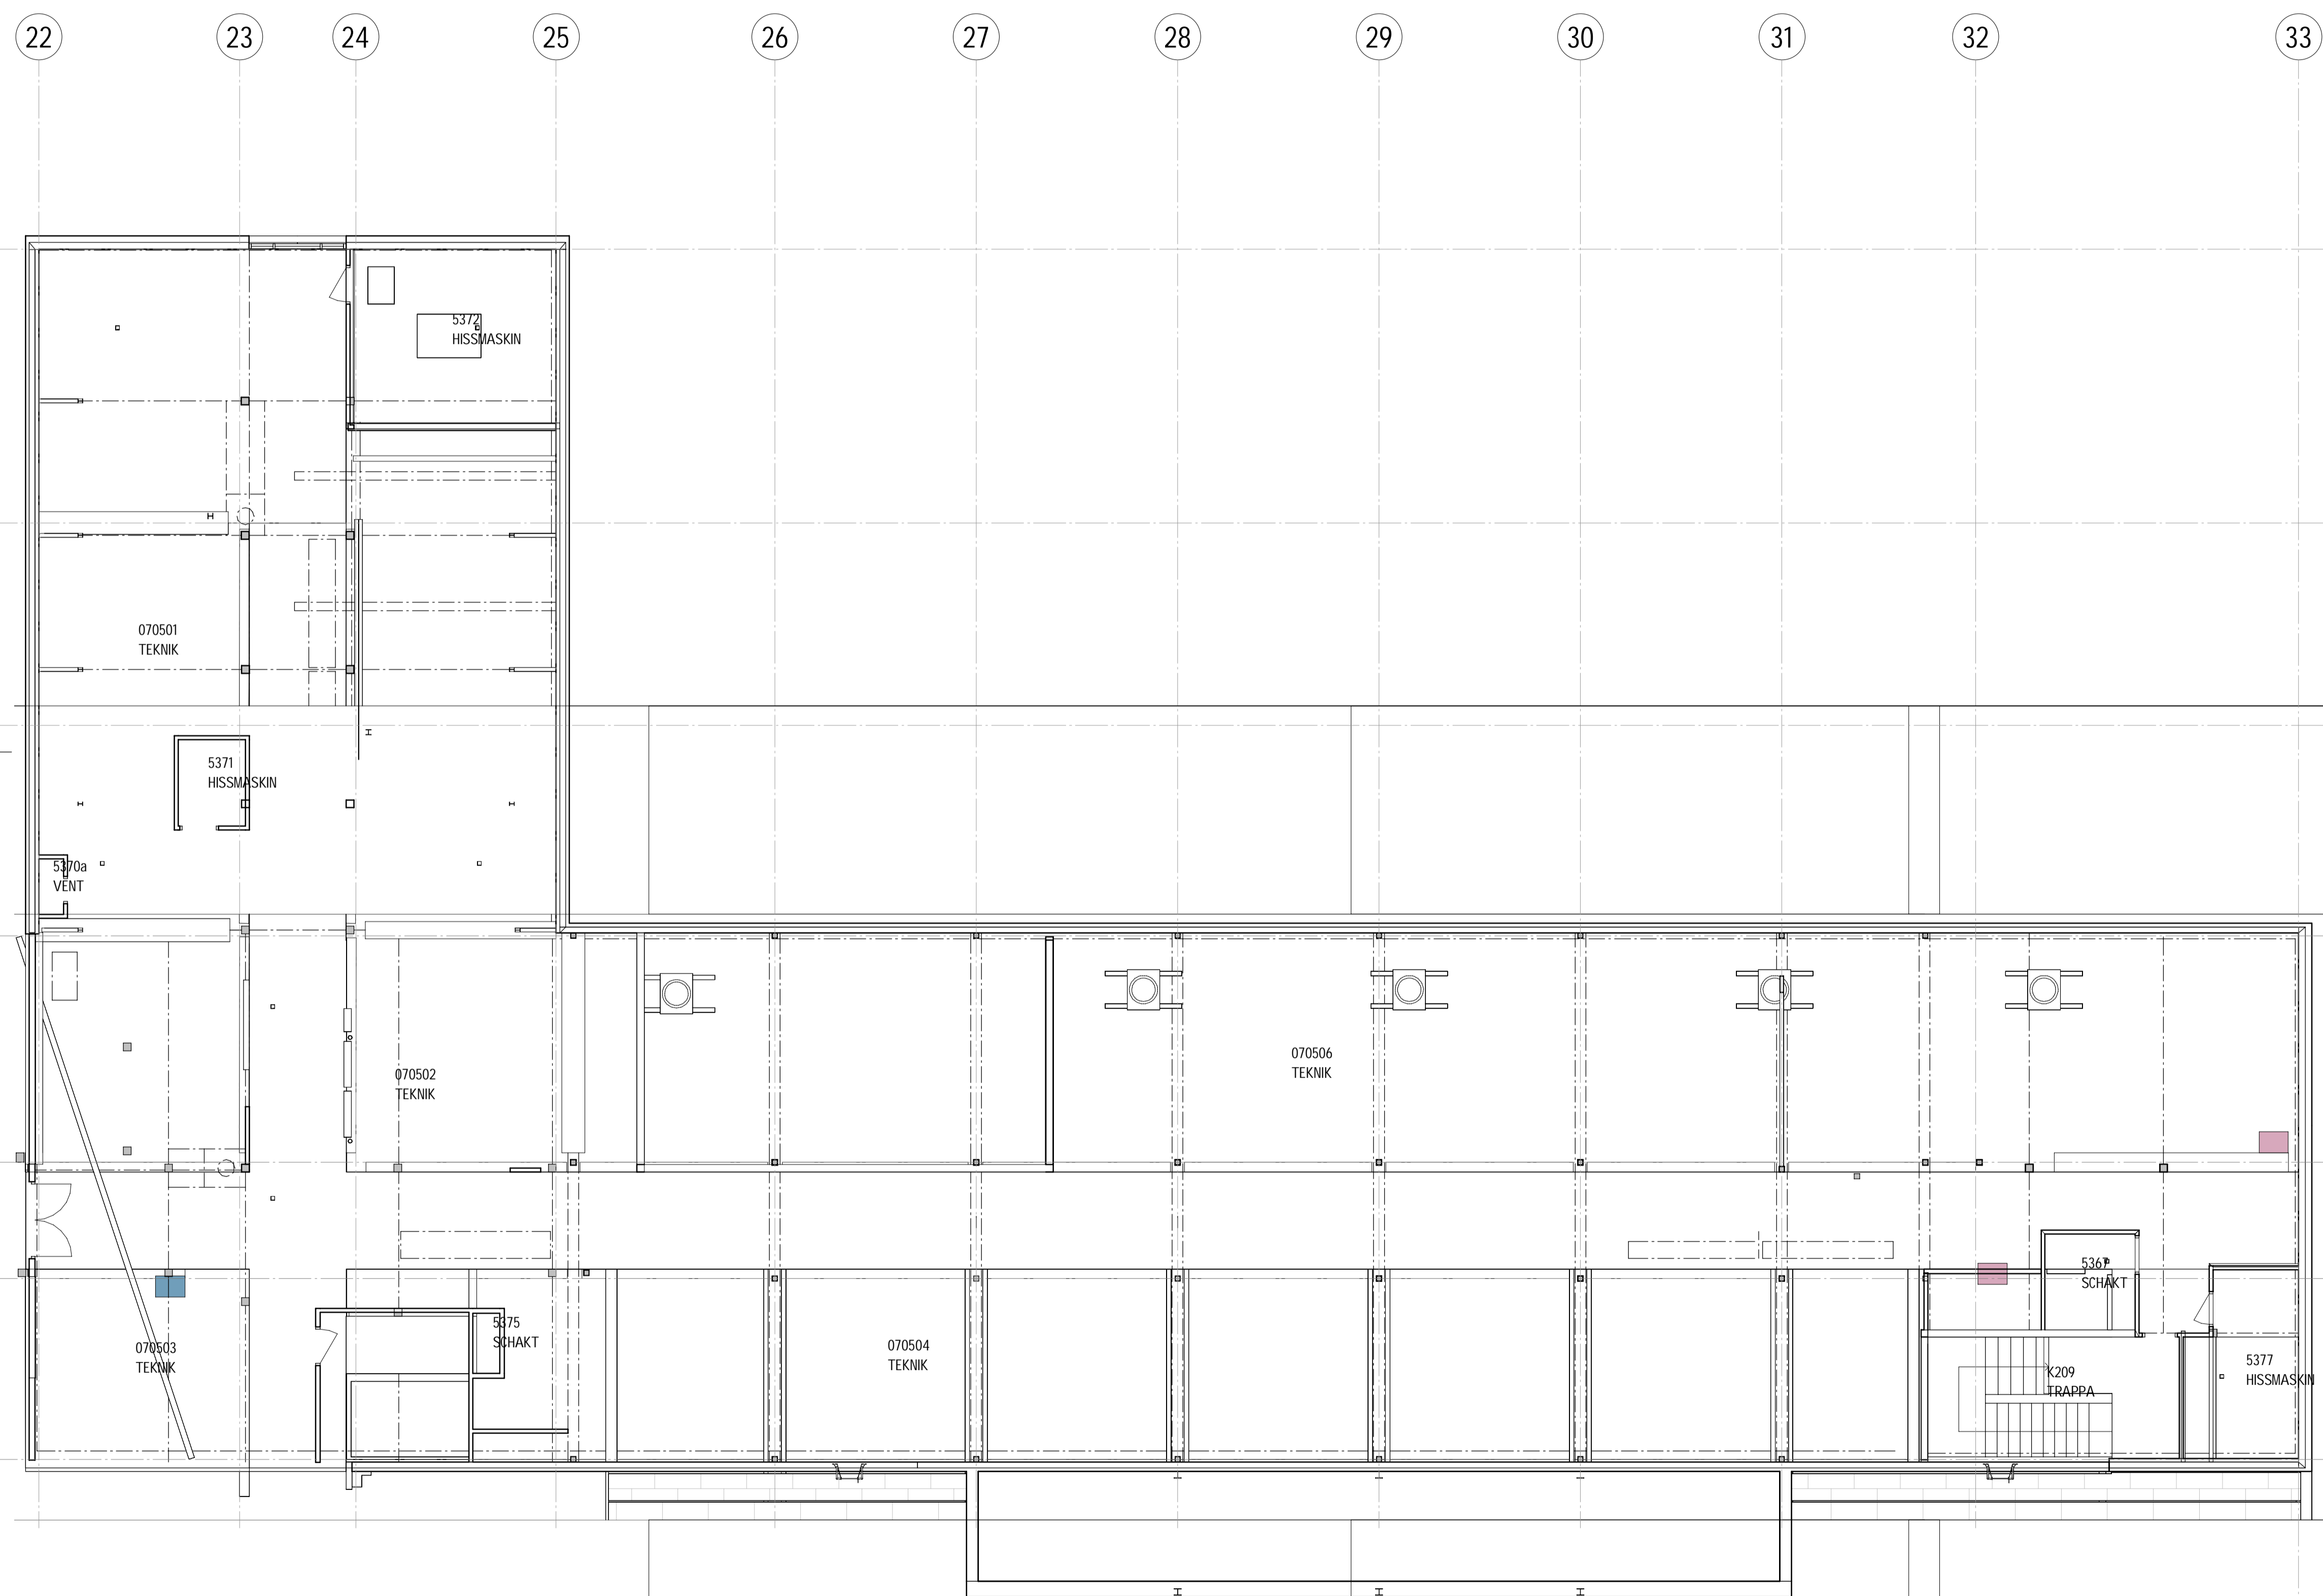 22
23
24
25
26
27
28
29
30
31
32
33
5372
HISSMASKIN
070501
TEKNIK
5371
HISSMASKIN
5370a
VENT
070502
TEKNIK
070506
TEKNIK
5367
SCHAKT
5375
SCHAKT
070503
TEKNIK
070504
TEKNIK
K209
TRAPPA
5377
HISSMASKIN